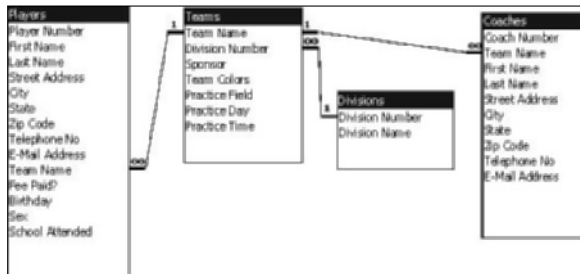 Players
Player Number
First Name
Last Name
Street Address
City
State
Zip Code
Telephone No
E-Mail Address
Team Name
Fee Paid?
Birthday
Sex
School Attended
∞
1
Teams
Team Name
Division Number
Sponsor
Team Colors
Practice Field
Practice Day
Practice Time
1
∞
1
Divisions
Division Number
Division Name
∞
Coaches
Coach Number
Team Name
First Name
Last Name
Street Address
City
State
Zip Code
Telephone No
E-Mail Address